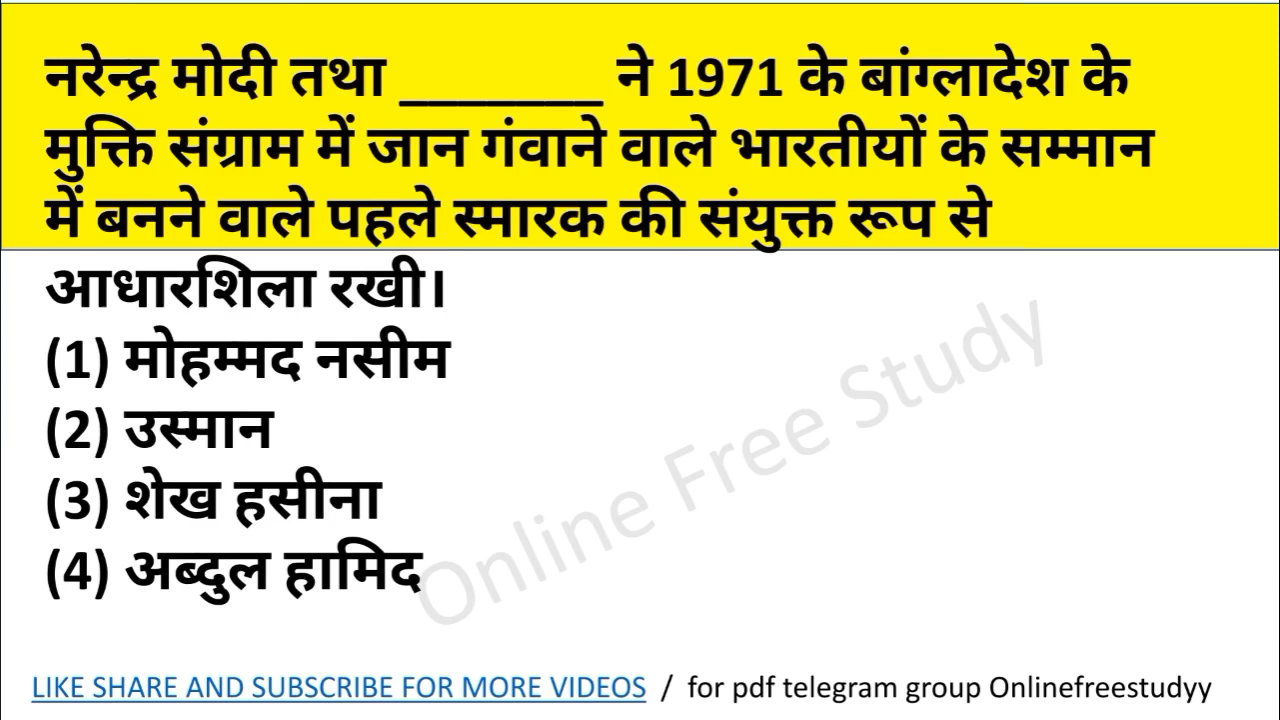 नरेन्द्र मोदी तथा ________ ने 1971 के बांग्लादेश के
मुक्ति संग्राम में जान गंवाने वाले भारतीयों के सम्मान
में बनने वाले पहले स्मारक की संयुक्त रूप से
आधारशिला रखी।
(1) मोहम्मद नसीम
(2) उस्मान
(3) शेख हसीना
(4) अब्दुल हामिद
Online Free Study
LIKE SHARE AND SUBSCRIBE FOR MORE VIDEOS / for pdf telegram group Onlinefreestudyy